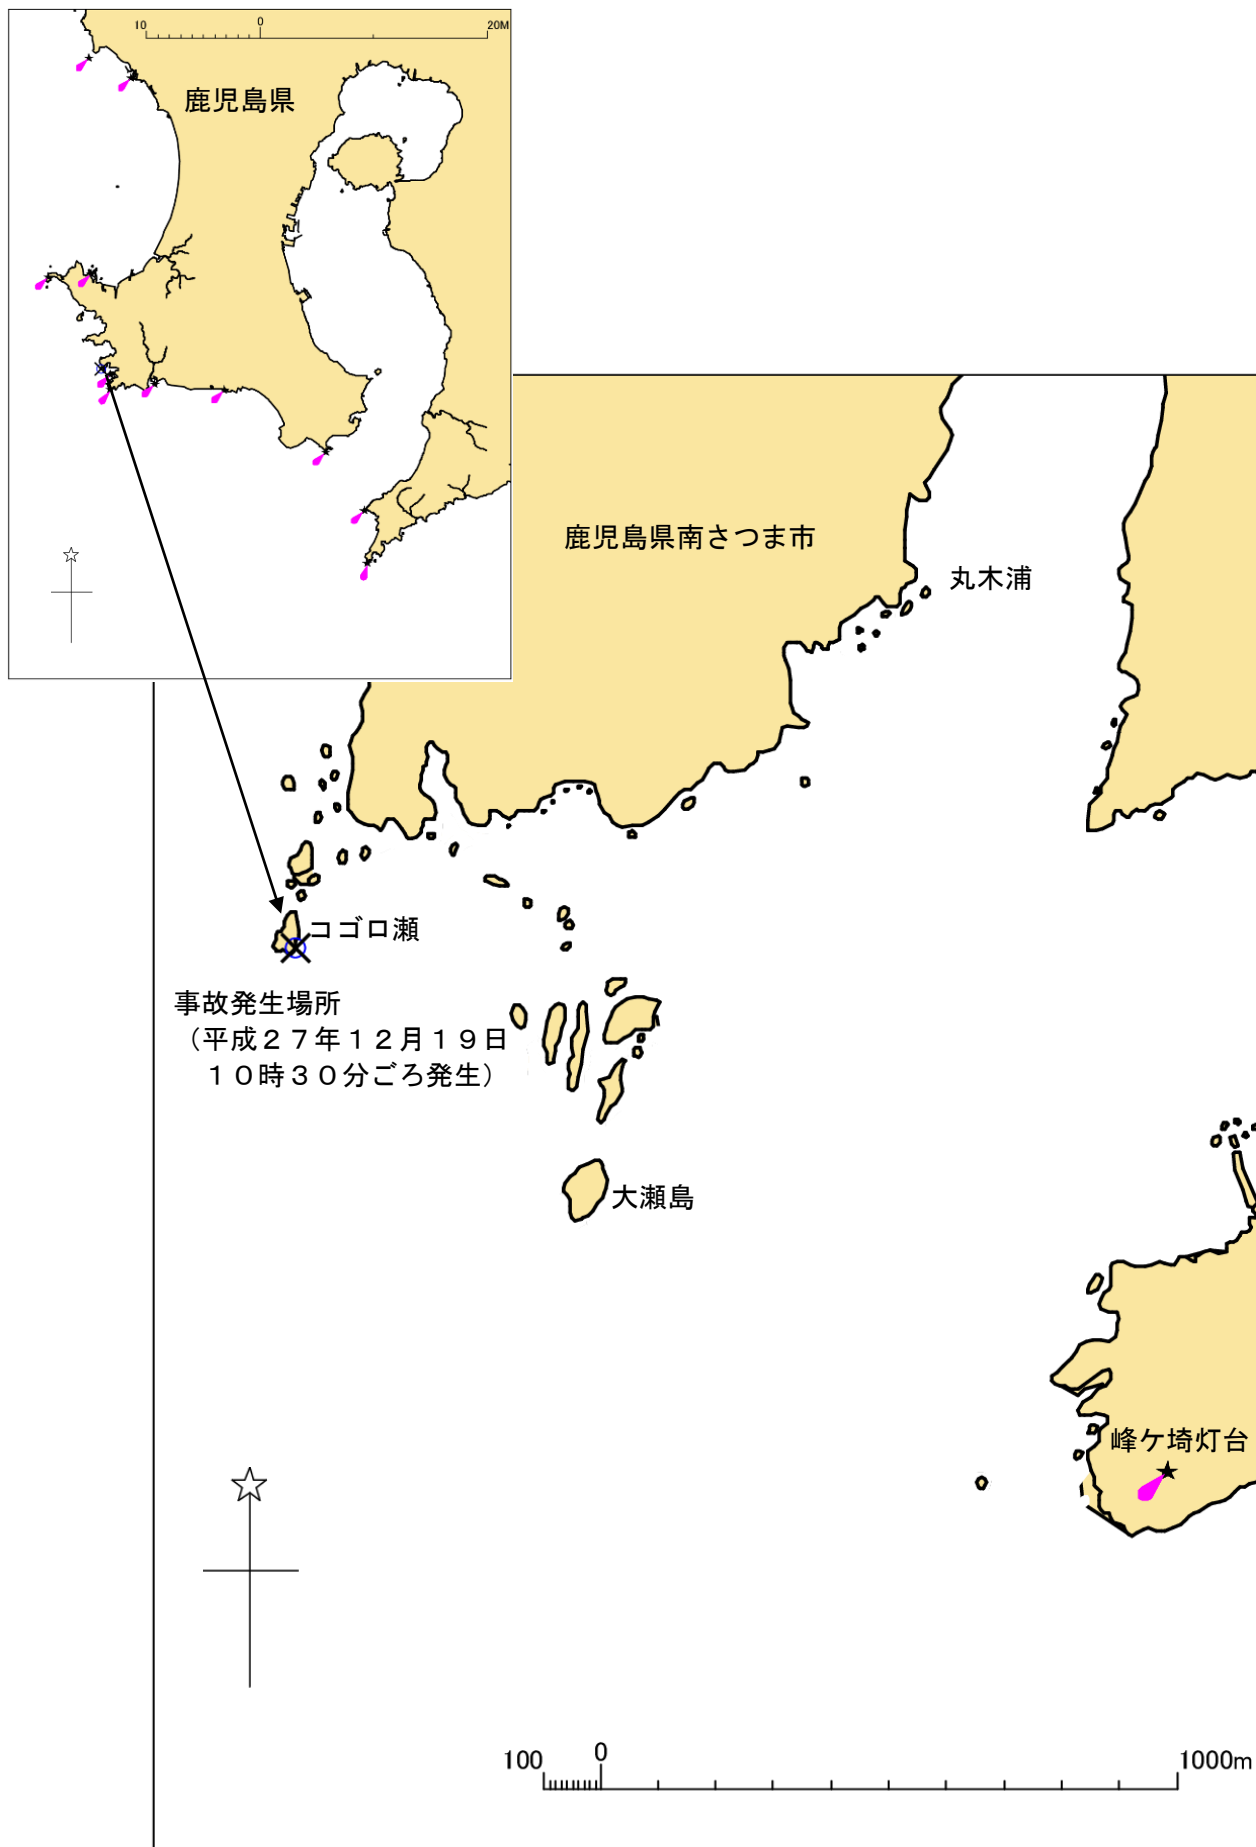 10 0 20M
鹿児島県
鹿児島県南さつま市
丸木浦
コゴロ瀬
事故発生場所
（平成２７年１２月１９日
１０時３０分ごろ発生）
大瀬島
峰ケ埼灯台
100 0 1000m